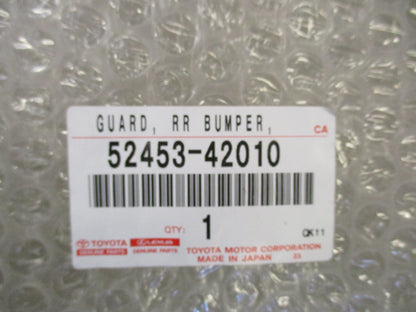 GUARD, RR BUMPER,
CA
52453-42010
QTY: 1
QK11
TOYOTA
GENUINE PARTS
LEXUS
GENUINE PARTS
TOYOTA MOTOR CORPORATION
MADE IN JAPAN